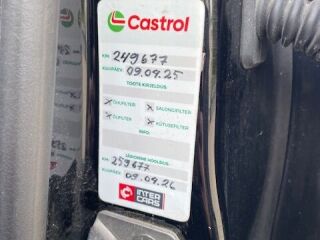 Castrol
KM: 249677
KUUPÄEV: 09.09.25
TOOTE KIRJELDUS:
ÕHUFILTER SALONGIFILTER
ÕLIFILTER KÜTUSEFILTER
INFO:
JÄRGMINE HOOLDUS:
KM: 259677
KUUPÄEV: 09.09.26
INTER
CARS